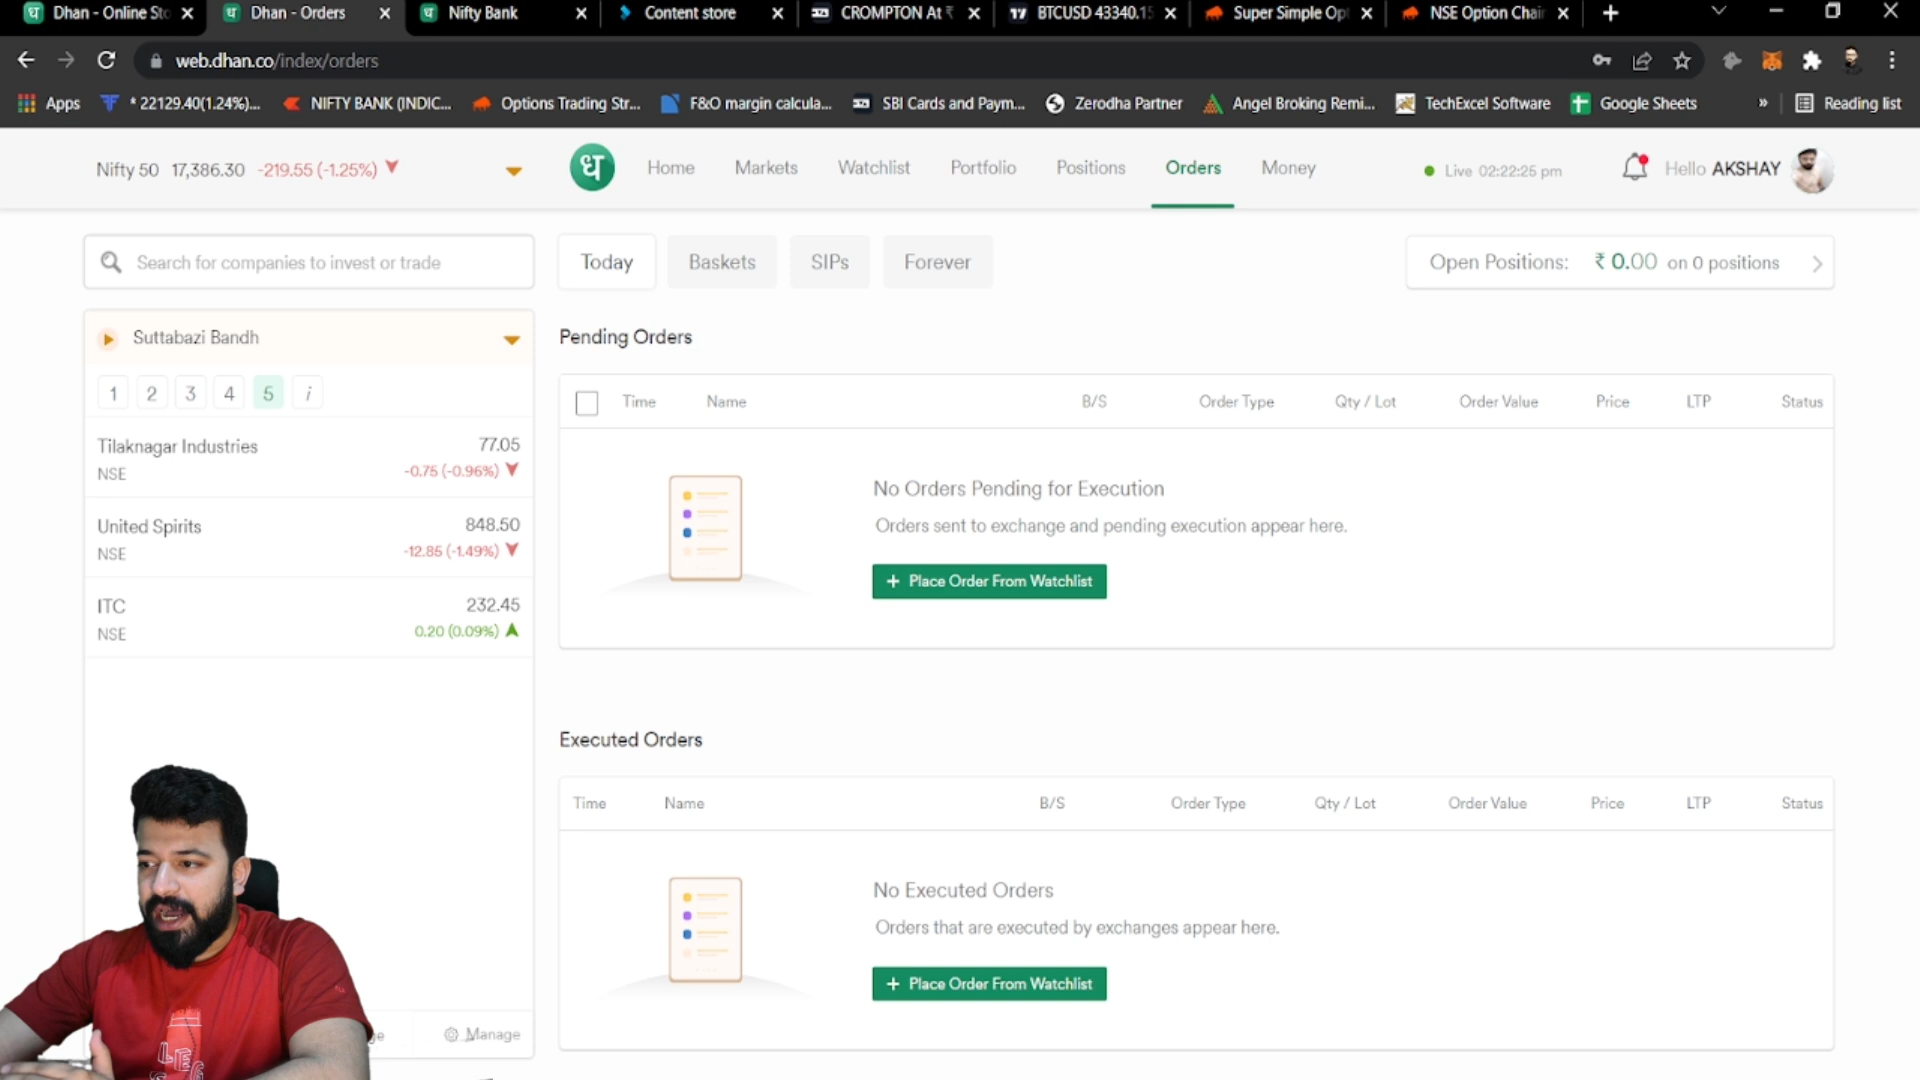 Dhan - Online Sto
Dhan - Orders
Nifty Bank
Content store
CROMPTON At ₹
BTCUSD 43340.15
Super Simple Opt
NSE Option Chain
web.dhan.co/index/orders
Apps
* 22129.40(1.24%)...
NIFTY BANK (INDIC...
Options Trading Str...
F&O margin calcula...
SBI Cards and Paym...
Zerodha Partner
Angel Broking Remi...
TechExcel Software
Google Sheets
»
Reading list
Nifty 50 17,386.30 -219.55 (-1.25%)
ध
Home
Markets
Watchlist
Portfolio
Positions
Orders
Money
Live 02:22:25 pm
Hello AKSHAY
Search for companies to invest or trade
Today
Baskets
SIPs
Forever
Open Positions: ₹ 0.00 on 0 positions
Suttabazi Bandh
1 2 3 4 5 i
Tilaknagar Industries 77.05
NSE -0.75 (-0.96%)
United Spirits 848.50
NSE -12.85 (-1.49%)
ITC 232.45
NSE 0.20 (0.09%)
Manage
Pending Orders
Time Name B/S Order Type Qty / Lot Order Value Price LTP Status
No Orders Pending for Execution
Orders sent to exchange and pending execution appear here.
+ Place Order From Watchlist
Executed Orders
Time Name B/S Order Type Qty / Lot Order Value Price LTP Status
No Executed Orders
Orders that are executed by exchanges appear here.
+ Place Order From Watchlist